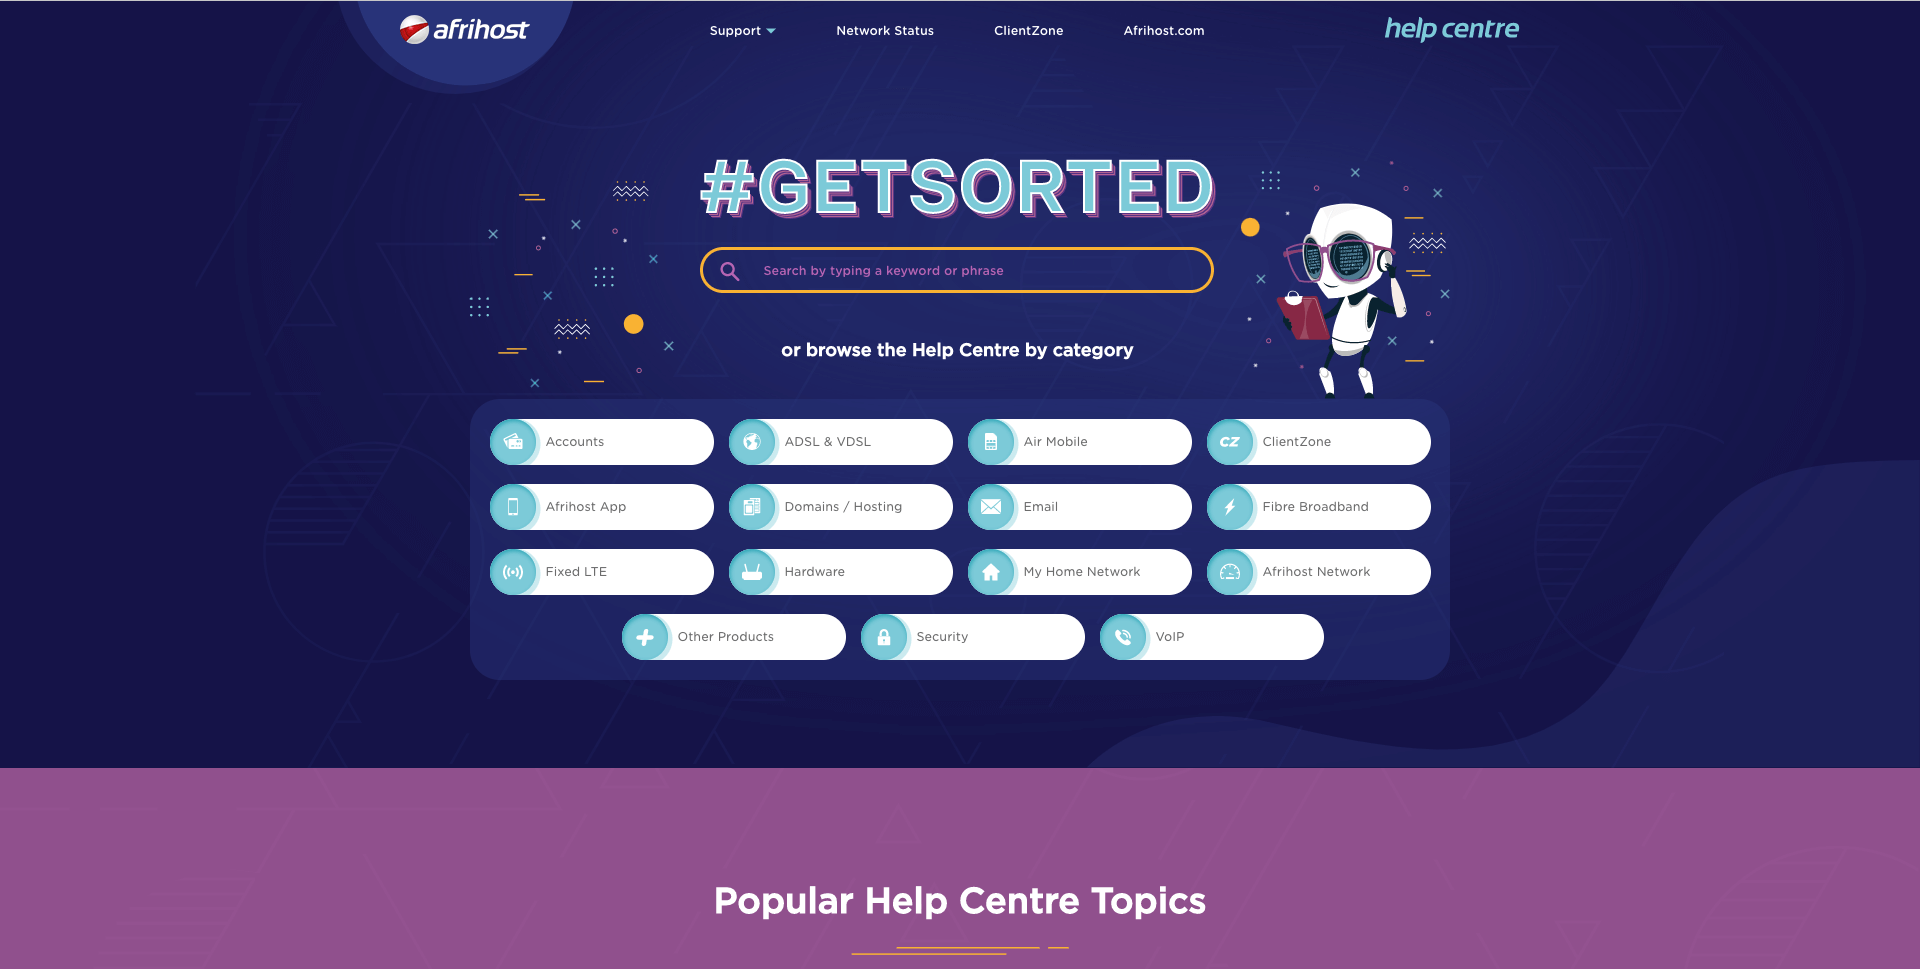 afrihost
Support
Network Status
ClientZone
Afrihost.com
help centre
#GETSORTED
Search by typing a keyword or phrase
or browse the Help Centre by category
Accounts
ADSL & VDSL
Air Mobile
CZ
ClientZone
Afrihost App
Domains / Hosting
Email
Fibre Broadband
Fixed LTE
Hardware
My Home Network
Afrihost Network
Other Products
Security
VoIP
Popular Help Centre Topics